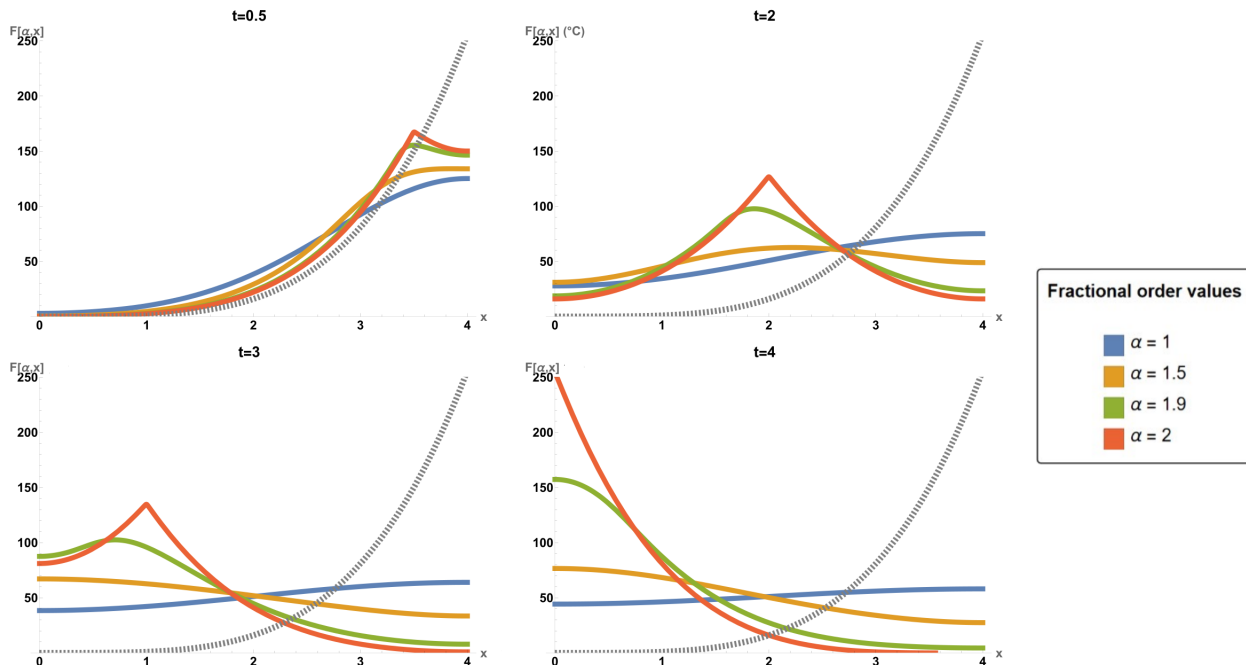 t=0.5
F[α,x]
250
200
150
100
50
0 1 2 3 4 x
t=2
F[α,x] (°C)
250
200
150
100
50
0 1 2 3 4 x
t=3
F[α,x]
250
200
150
100
50
0 1 2 3 4 x
t=4
F[α,x]
250
200
150
100
50
0 1 2 3 4 x
Fractional order values
α = 1
α = 1.5
α = 1.9
α = 2